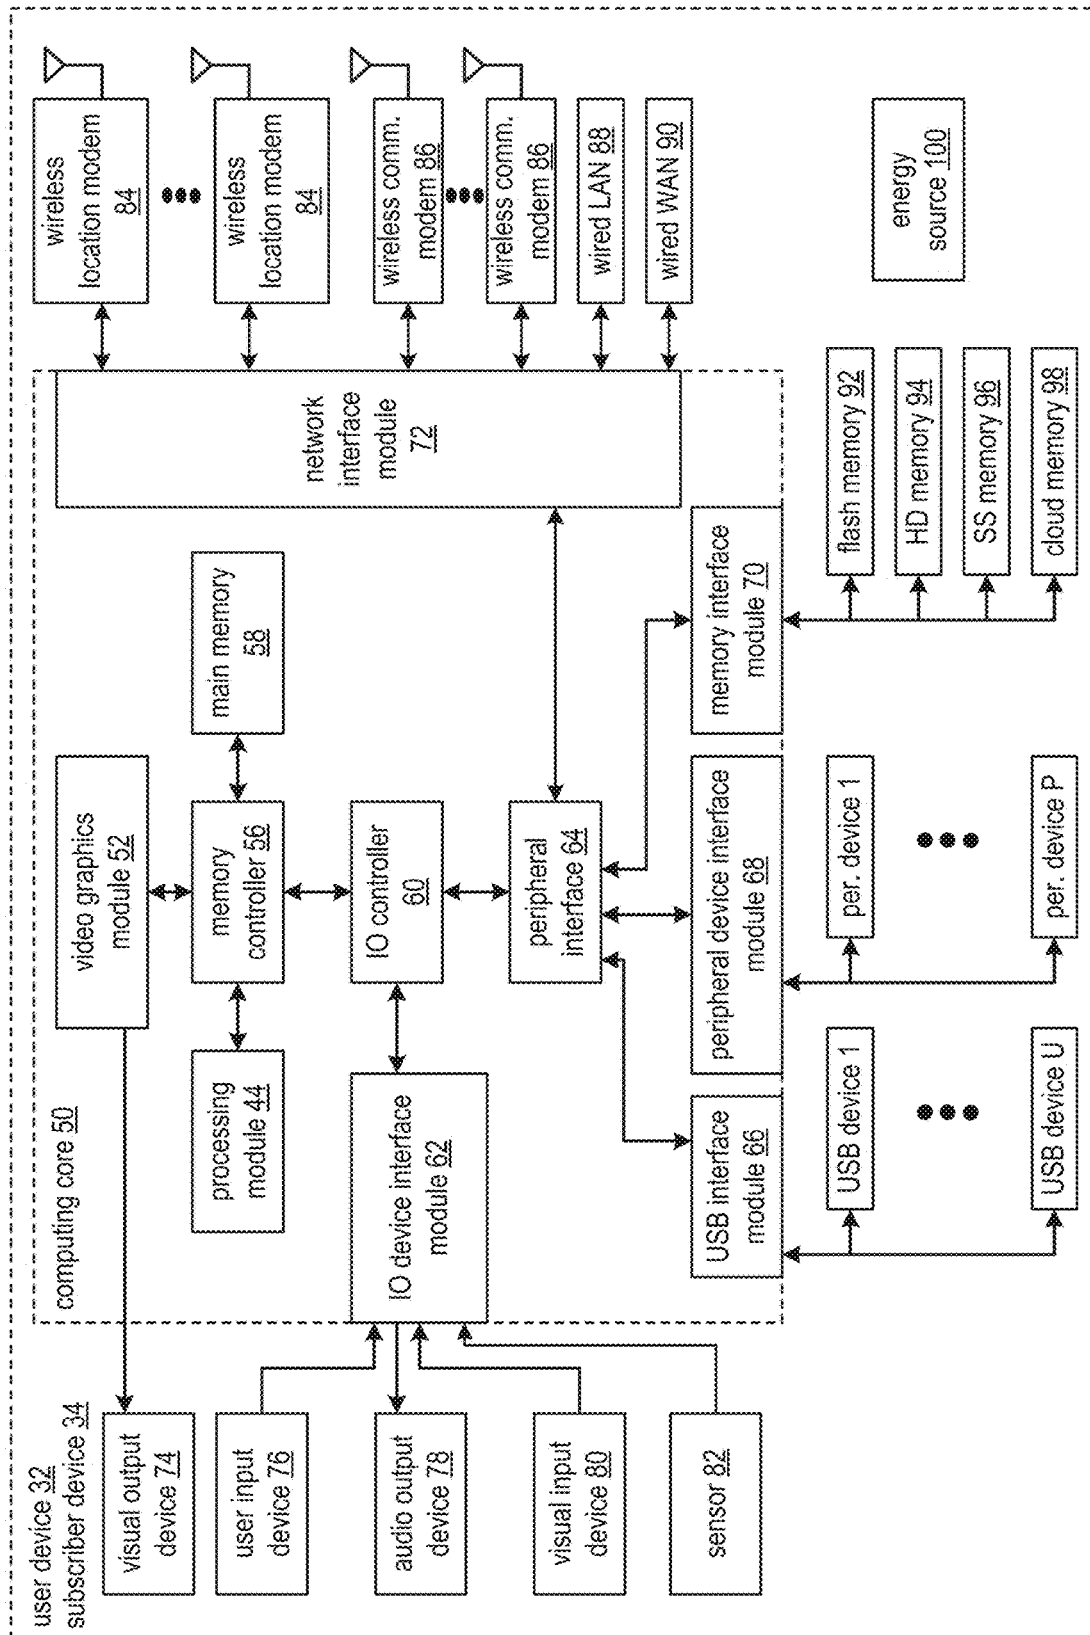 user device 32
subscriber device 34
visual output
device 74
user input
device 76
audio output
device 78
visual input
device 80
sensor 82
computing core 50
video graphics
module 52
processing
module 44
memory
controller 56
main memory
58
IO device interface
module 62
IO controller
60
peripheral
interface 64
network
interface
module
72
USB interface
module 66
peripheral device interface
module 68
memory interface
module 70
wireless
location modem
84
wireless
location modem
84
wireless comm.
modem 86
wireless comm.
modem 86
wired LAN 88
wired WAN 90
USB device 1
USB device U
per. device 1
per. device P
flash memory 92
HD memory 94
SS memory 96
cloud memory 98
energy
source 100